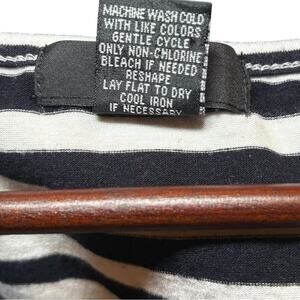 MACHINE WASH COLD
WITH LIKE COLORS
GENTLE CYCLE
ONLY NON-CHLORINE
BLEACH IF NEEDED
RESHAPE
LAY FLAT TO DRY
COOL IRON
IF NECESSARY